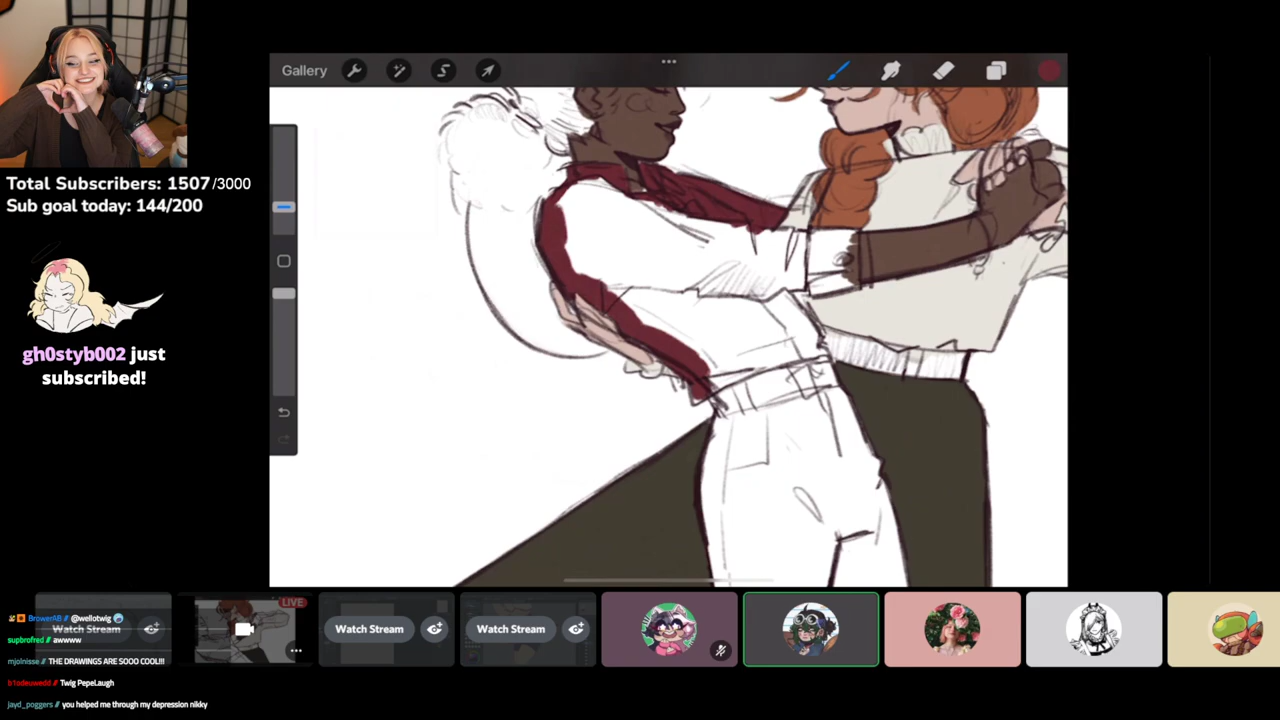 Gallery
Total Subscribers: 1507/3000
Sub goal today: 144/200
gh0styb002 just
subscribed!
LIVE
Watch Stream
Watch Stream
Watch Stream
BrowerAB // @wellotwig
supbrofred // awwww
mjolnisse // THE DRAWINGS ARE SOOO COOL!!!
b1odeuwedd // Twig PepeLaugh
jayd_poggers // you helped me through my depression nikky